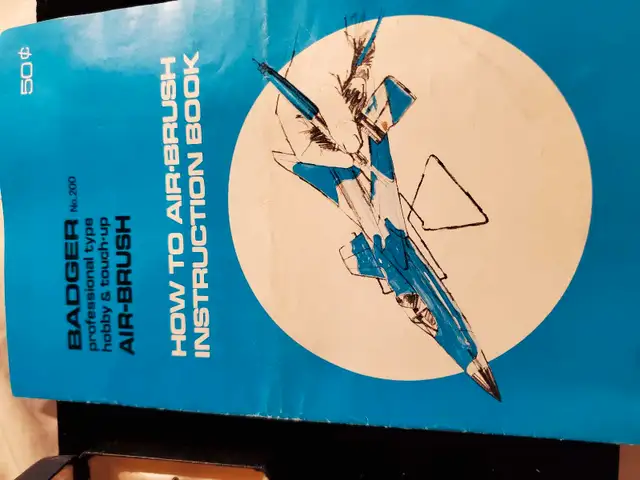 50¢
HOW TO AIR-BRUSH
INSTRUCTION BOOK
BADGER No.200
professional type
hobby & touch-up
AIR-BRUSH